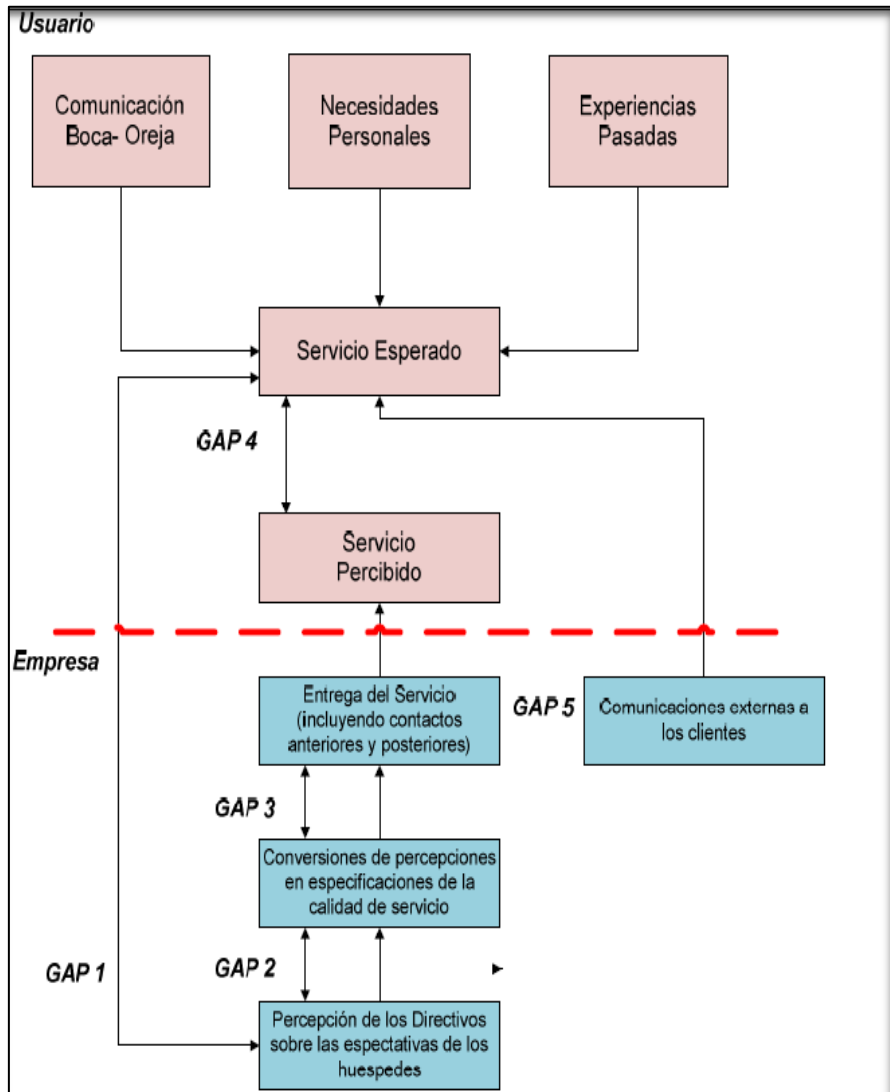 Usuario
Comunicación
Boca- Oreja
Necesidades
Personales
Experiencias
Pasadas
Servicio Esperado
GAP 4
Servicio
Percibido
Empresa
Entrega del Servicio
(incluyendo contactos
anteriores y posteriores)
GAP 5
Comunicaciones externas a
los clientes
GAP 3
Conversiones de percepciones
en especificaciones de la
calidad de servicio
GAP 1
GAP 2
Percepción de los Directivos
sobre las espectativas de los
huespedes